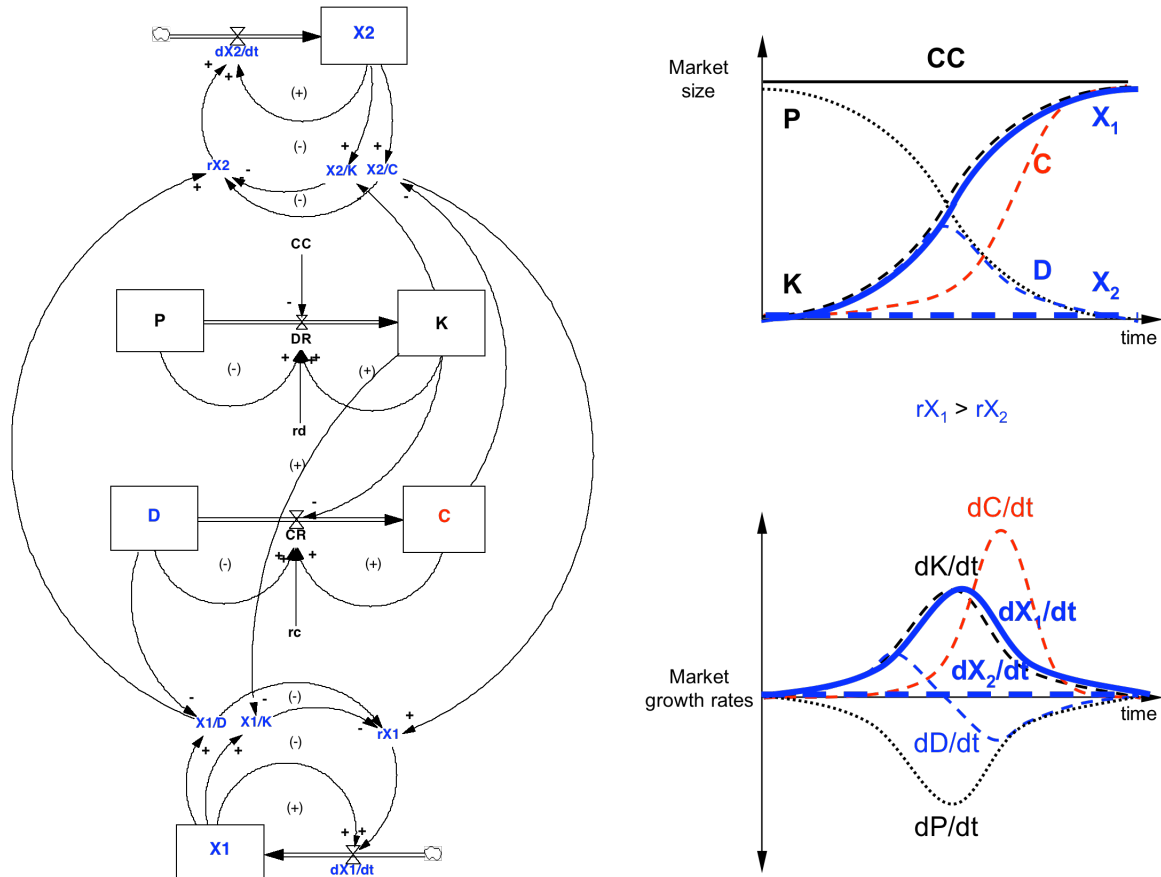 X2
dX2/dt
+
+
(+)
(-)
+
+
rX2
X2/K
X2/C
-
-
+
(-)
-
-
CC
-
P
K
DR
+
+
+
(-)
(+)
rd
(+)
-
D
C
CR
+
+
+
(-)
(+)
rc
-
-
(-)
+
X1/D
X1/K
-
rX1
+
+
(-)
(+)
+
+
X1
dX1/dt
Market
size
CC
P
X1
C
K
D
X2
time
rX1 > rX2
dC/dt
dK/dt
dX1/dt
dX2/dt
Market
growth rates
time
dD/dt
dP/dt